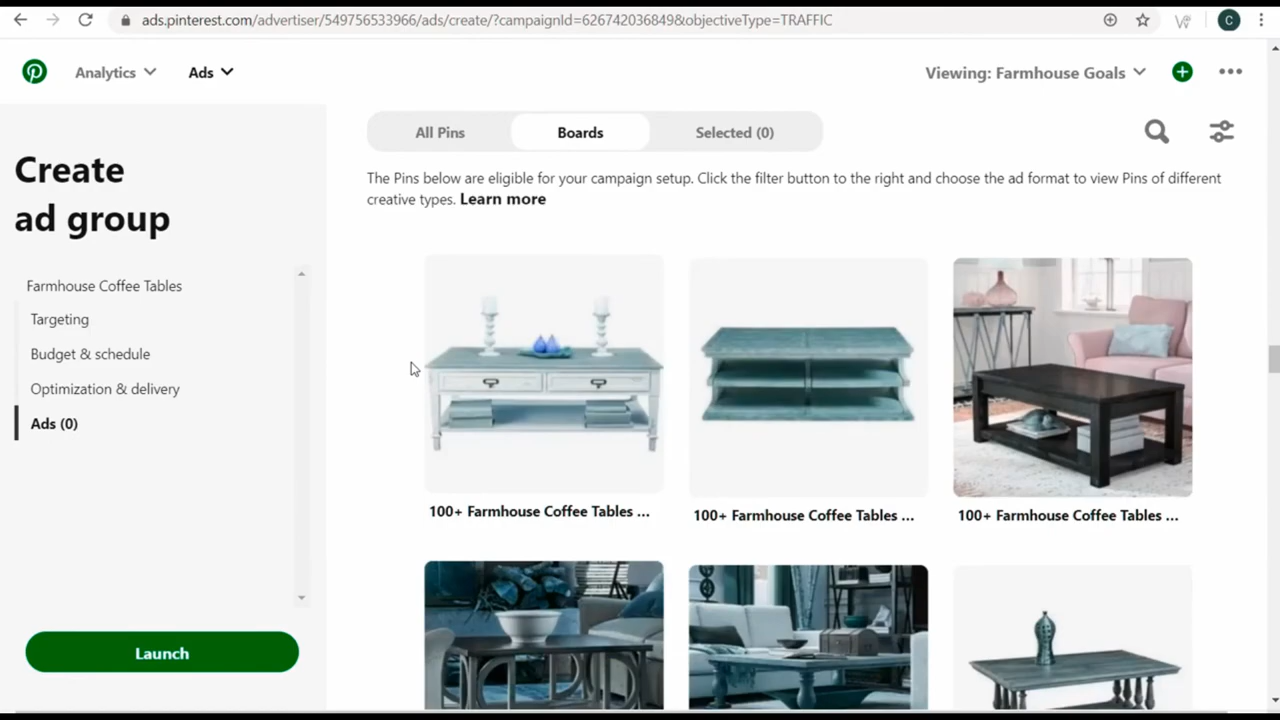 ads.pinterest.com/advertiser/549756533966/ads/create/?campaignId=626742036849&objectiveType=TRAFFIC
C
Analytics
Ads
Viewing: Farmhouse Goals
Create
ad group
Farmhouse Coffee Tables
Targeting
Budget & schedule
Optimization & delivery
Ads (0)
Launch
All Pins
Boards
Selected (0)
The Pins below are eligible for your campaign setup. Click the filter button to the right and choose the ad format to view Pins of different
creative types. Learn more
100+ Farmhouse Coffee Tables ...
100+ Farmhouse Coffee Tables ...
100+ Farmhouse Coffee Tables ...